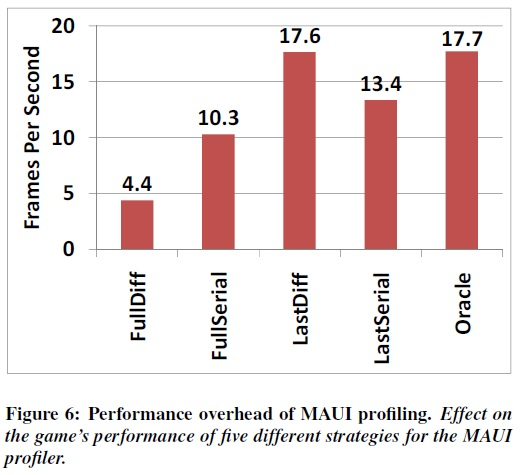 20
15
10
5
0
Frames Per Second
4.4
10.3
17.6
13.4
17.7
FullDiff
FullSerial
LastDiff
LastSerial
Oracle
Figure 6: Performance overhead of MAUI profiling. Effect on
the game's performance of five different strategies for the MAUI
profiler.